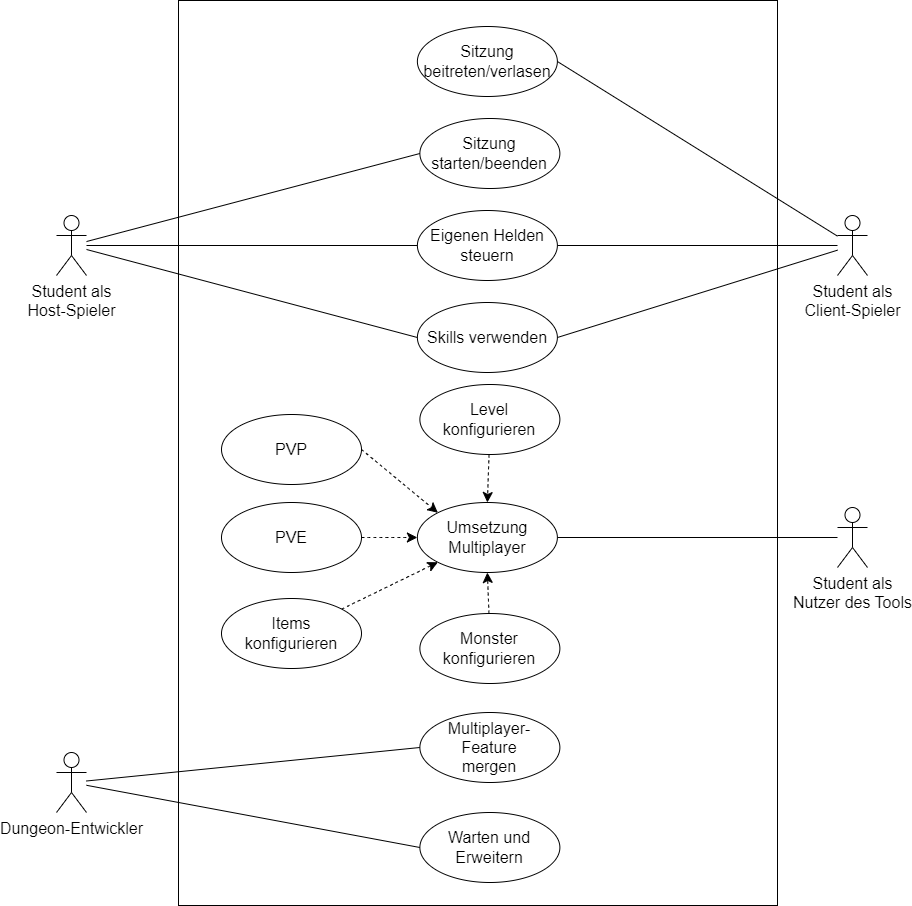 Sitzung
beitreten/verlasen
Sitzung
starten/beenden
Eigenen Helden
steuern
Student als
Host-Spieler
Student als
Client-Spieler
Skills verwenden
Level
konfigurieren
PVP
Umsetzung
Multiplayer
PVE
Student als
Nutzer des Tools
Items
konfigurieren
Monster
konfigurieren
Multiplayer-
Feature
mergen
Dungeon-Entwickler
Warten und
Erweitern